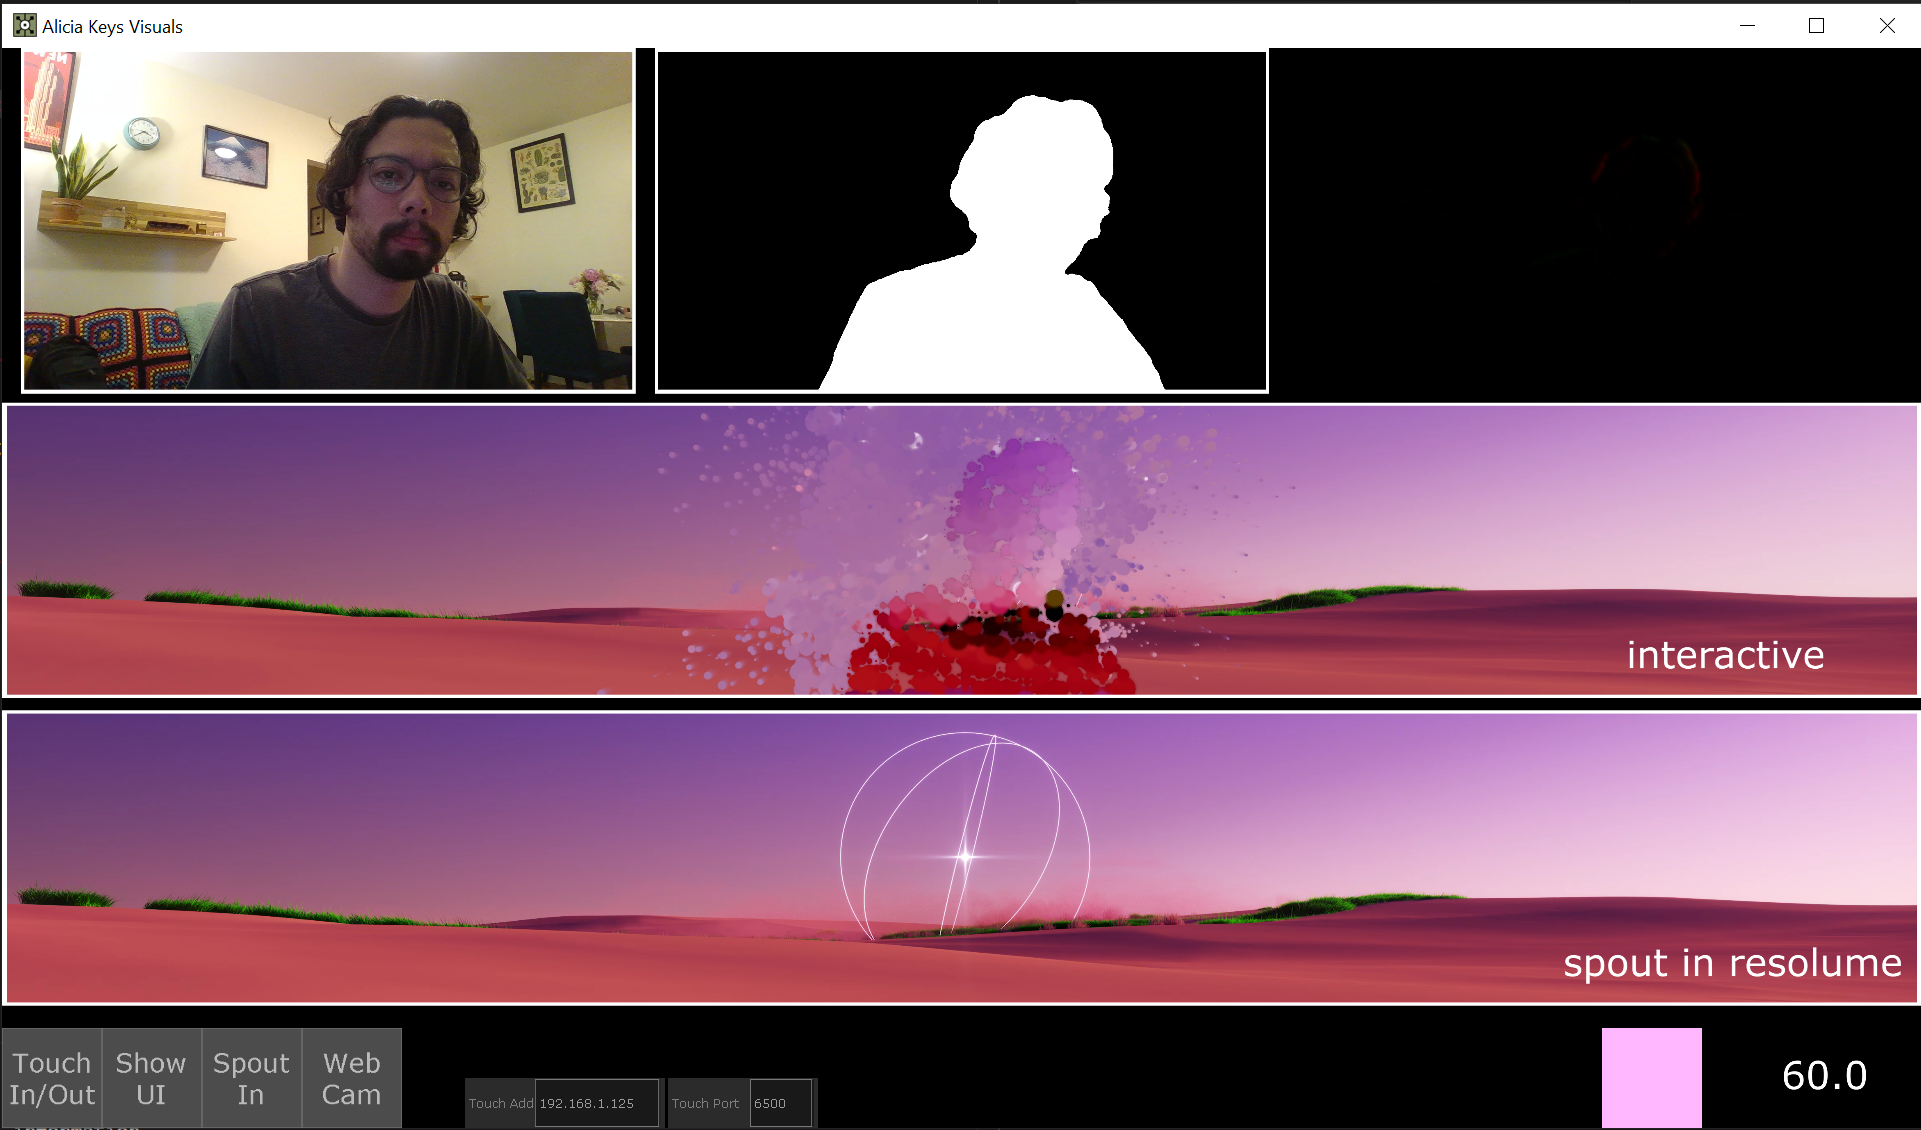 Alicia Keys Visuals
interactive
spout in resolume
Touch In/Out
Show UI
Spout In
Web Cam
Touch Add 192.168.1.125
Touch Port 6500
60.0